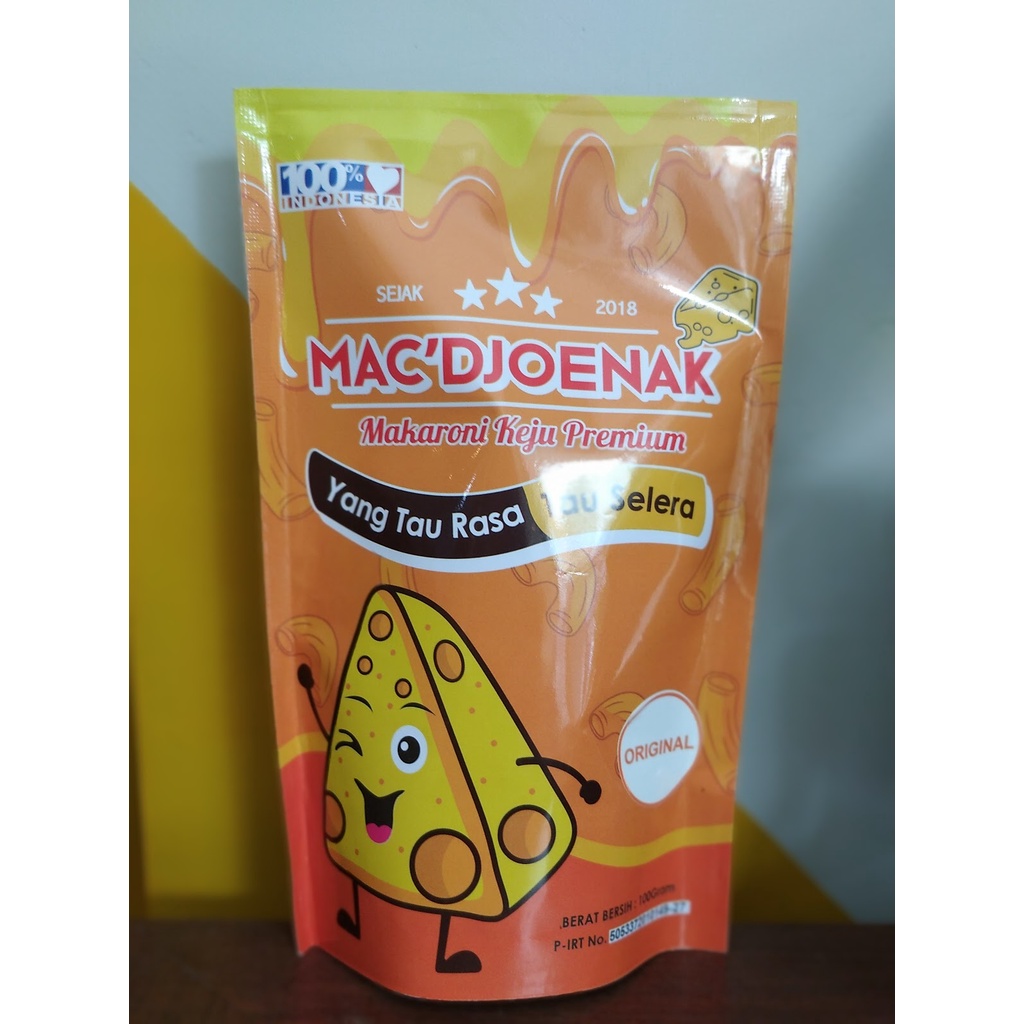 100% 
INDONESIA
SEJAK 2018
MAC'DJOENAK
Makaroni Keju Premium
Yang Tau Rasa Tau Selera
ORIGINAL
BERAT BERSIH : 100Grams
P-IRT No.